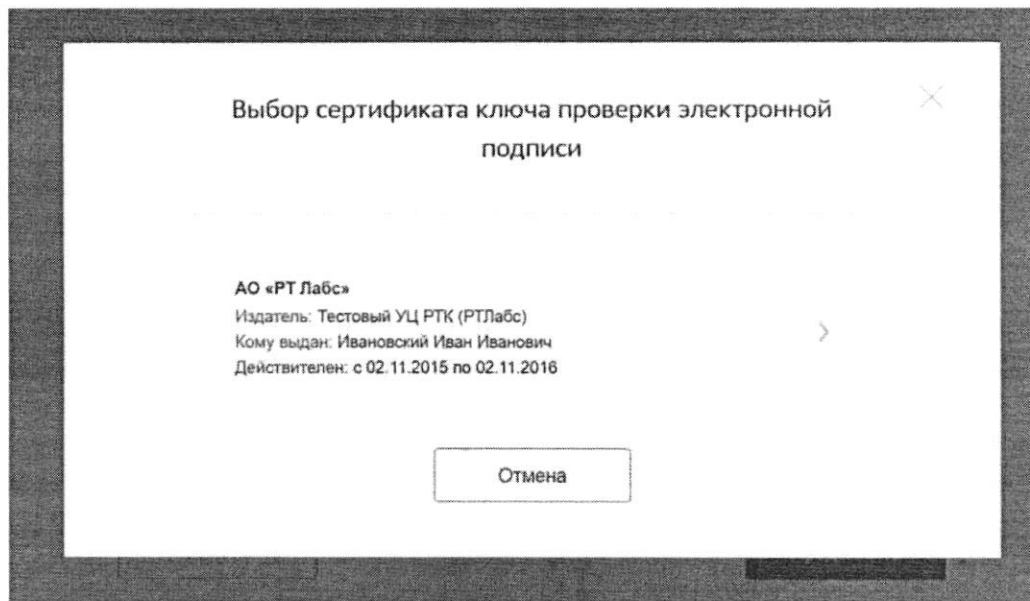 Выбор сертификата ключа проверки электронной
подписи
АО «РТ Лабс»
Издатель: Тестовый УЦ РТК (РТЛабс)
Кому выдан: Ивановский Иван Иванович
Действителен: с 02.11.2015 по 02.11.2016
Отмена